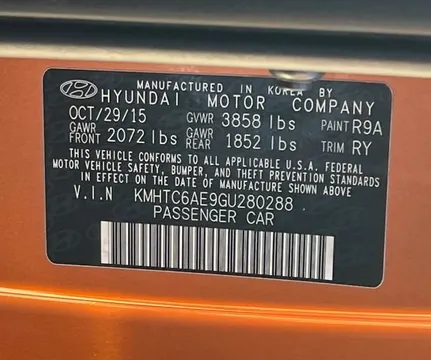 MANUFACTURED IN KOREA BY
HYUNDAI MOTOR COMPANY
OCT/29/15 GVWR 3858 lbs PAINT R9A
GAWR FRONT 2072 lbs GAWR REAR 1852 lbs TRIM RY
THIS VEHICLE CONFORMS TO ALL APPLICABLE U.S.A. FEDERAL
MOTOR VEHICLE SAFETY, BUMPER, AND THEFT PREVENTION STANDARDS
IN EFFECT ON THE DATE OF MANUFACTURE SHOWN ABOVE.
V.I.N KMHTC6AE9GU280288
PASSENGER CAR